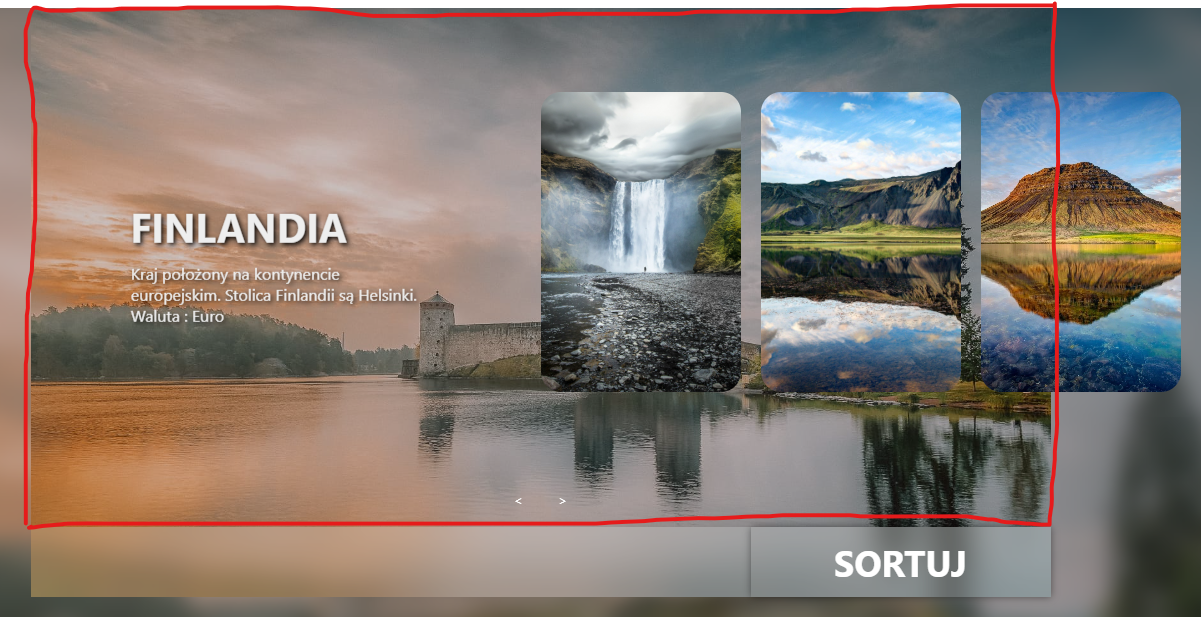 FINLANDIA
Kraj położony na kontynencie
europejskim. Stolica Finlandii są Helsinki.
Waluta : Euro
< >
SORTUJ